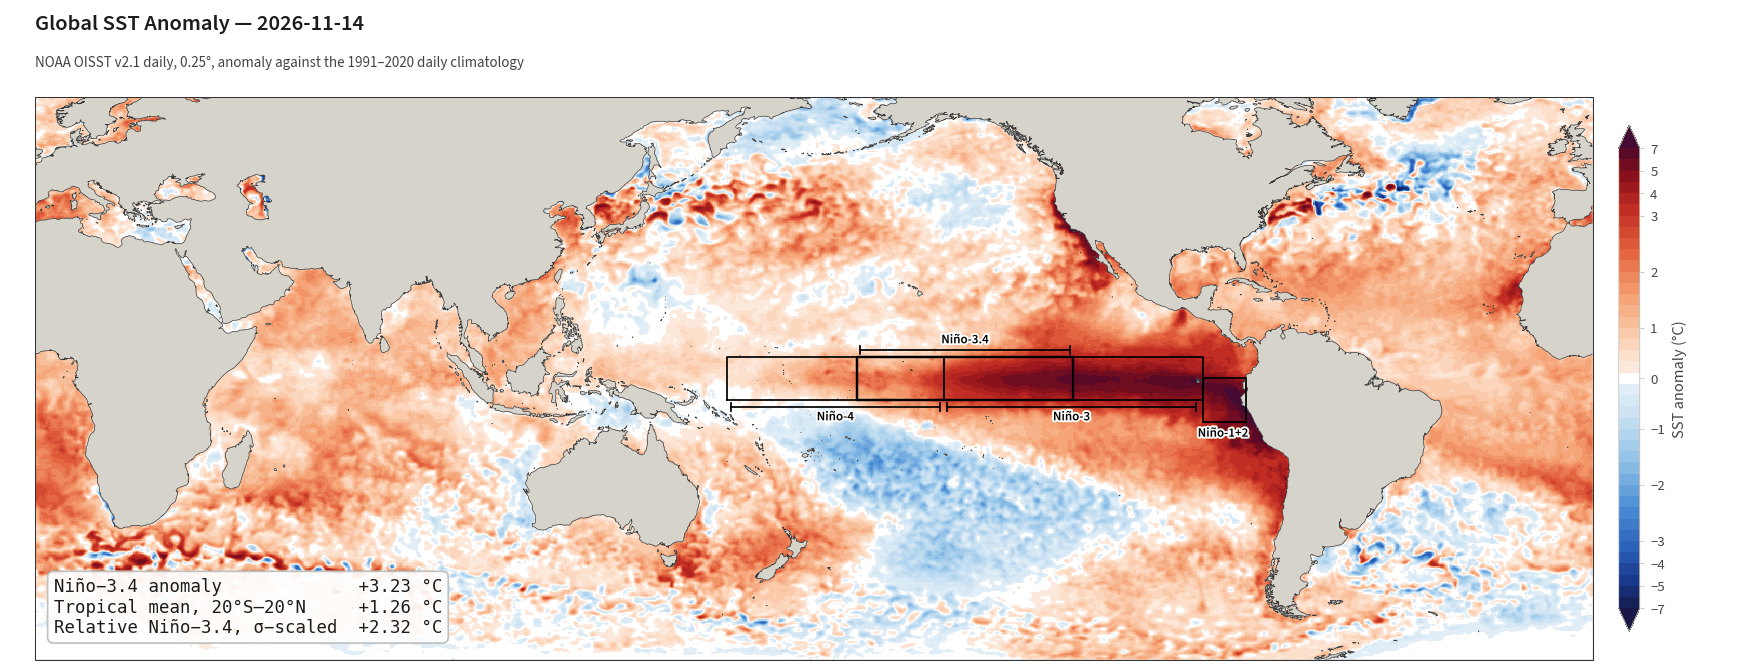 Global SST Anomaly — 2026-11-14
NOAA OISST v2.1 daily, 0.25°, anomaly against the 1991–2020 daily climatology
Niño-3.4
Niño-4
Niño-3
Niño-1+2
Niño−3.4 anomaly +3.23 °C
Tropical mean, 20°S–20°N +1.26 °C
Relative Niño−3.4, σ−scaled +2.32 °C
7
5
4
3
2
1
0
−1
−2
−3
−4
−5
−7
SST anomaly (°C)